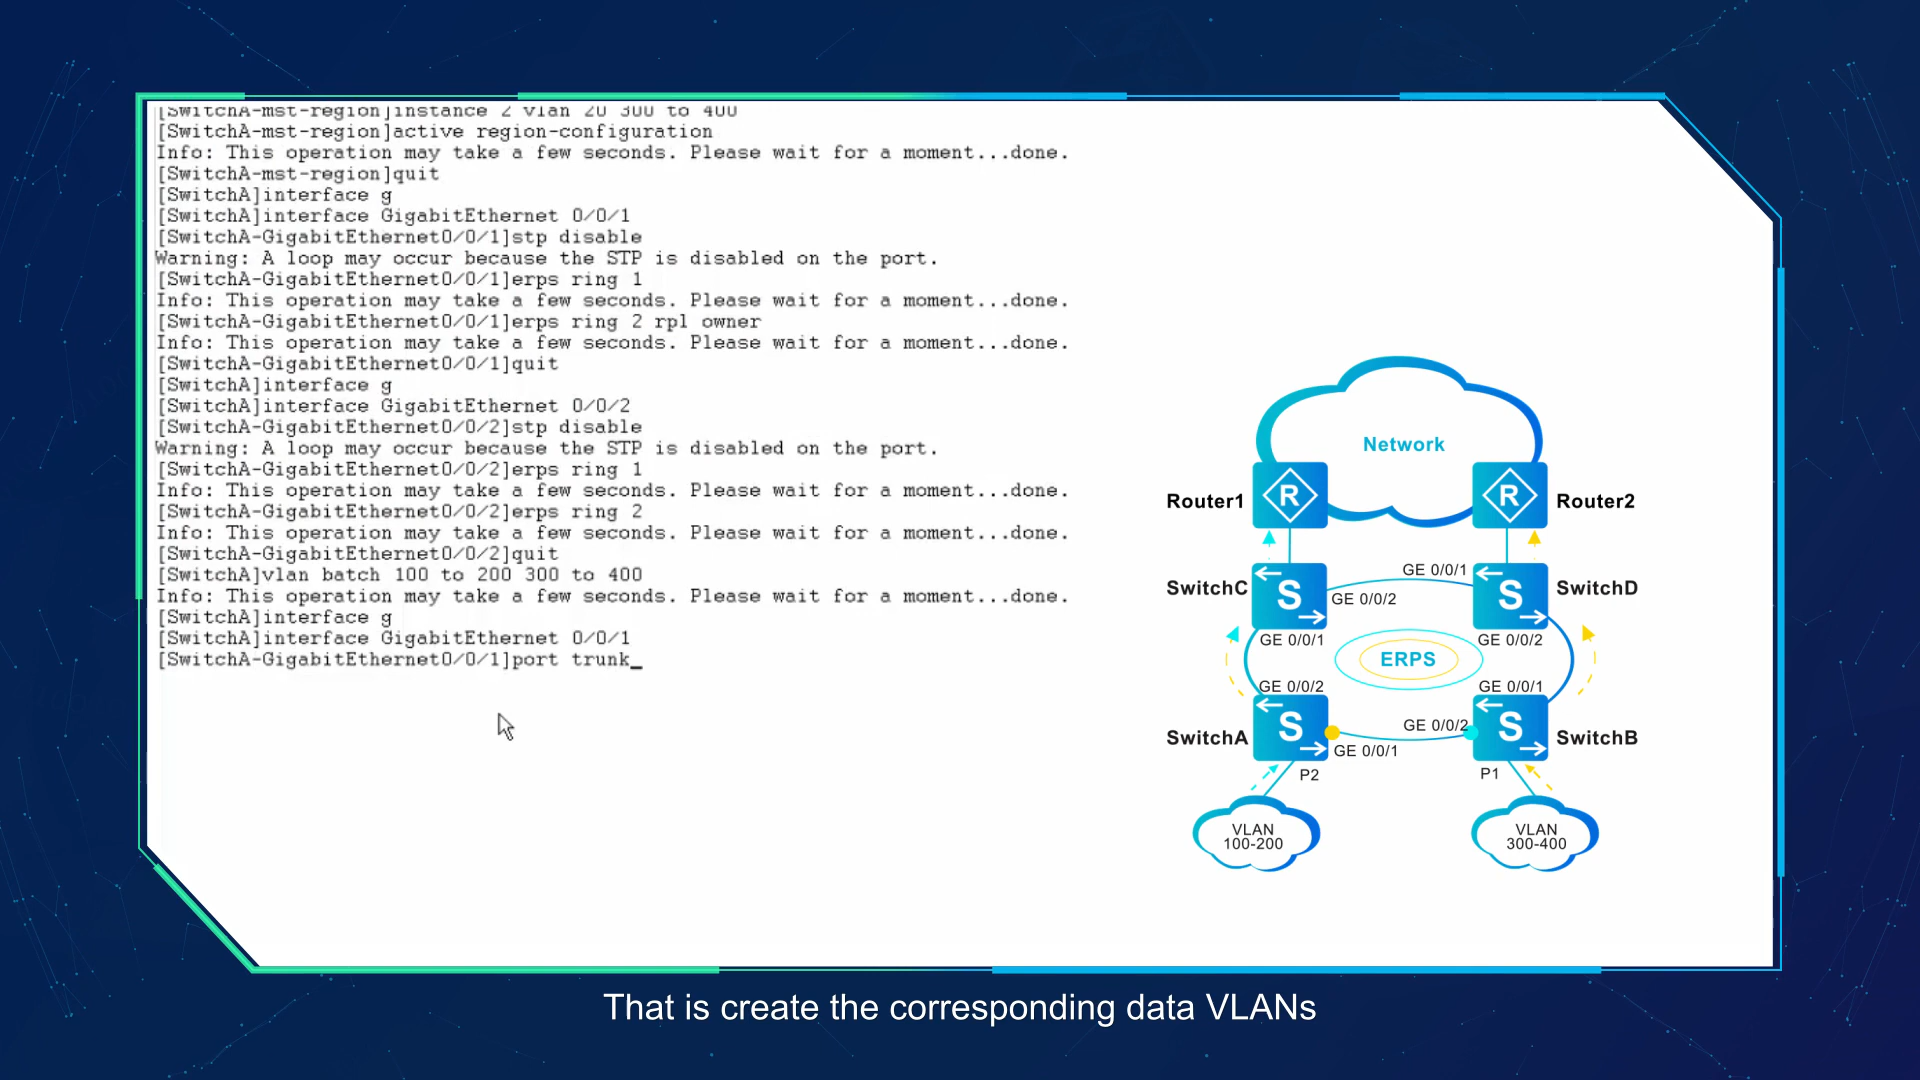 [SwitchA-mst-region]instance 2 vlan 20 300 to 400
[SwitchA-mst-region]active region-configuration
Info: This operation may take a few seconds. Please wait for a moment...done.
[SwitchA-mst-region]quit
[SwitchA]interface g
[SwitchA]interface GigabitEthernet 0/0/1
[SwitchA-GigabitEthernet0/0/1]stp disable
Warning: A loop may occur because the STP is disabled on the port.
[SwitchA-GigabitEthernet0/0/1]erps ring 1
Info: This operation may take a few seconds. Please wait for a moment...done.
[SwitchA-GigabitEthernet0/0/1]erps ring 2 rpl owner
Info: This operation may take a few seconds. Please wait for a moment...done.
[SwitchA-GigabitEthernet0/0/1]quit
[SwitchA]interface g
[SwitchA]interface GigabitEthernet 0/0/2
[SwitchA-GigabitEthernet0/0/2]stp disable
Warning: A loop may occur because the STP is disabled on the port.
[SwitchA-GigabitEthernet0/0/2]erps ring 1
Info: This operation may take a few seconds. Please wait for a moment...done.
[SwitchA-GigabitEthernet0/0/2]erps ring 2
Info: This operation may take a few seconds. Please wait for a moment...done.
[SwitchA-GigabitEthernet0/0/2]quit
[SwitchA]vlan batch 100 to 200 300 to 400
Info: This operation may take a few seconds. Please wait for a moment...done.
[SwitchA]interface g
[SwitchA]interface GigabitEthernet 0/0/1
[SwitchA-GigabitEthernet0/0/1]port trunk_
Network
Router1
R
R
Router2
SwitchC
S
GE 0/0/1
GE 0/0/2
S
SwitchD
GE 0/0/1
GE 0/0/2
ERPS
GE 0/0/2
GE 0/0/1
SwitchA
S
GE 0/0/2
GE 0/0/1
S
SwitchB
P2
P1
VLAN
100-200
VLAN
300-400
That is create the corresponding data VLANs